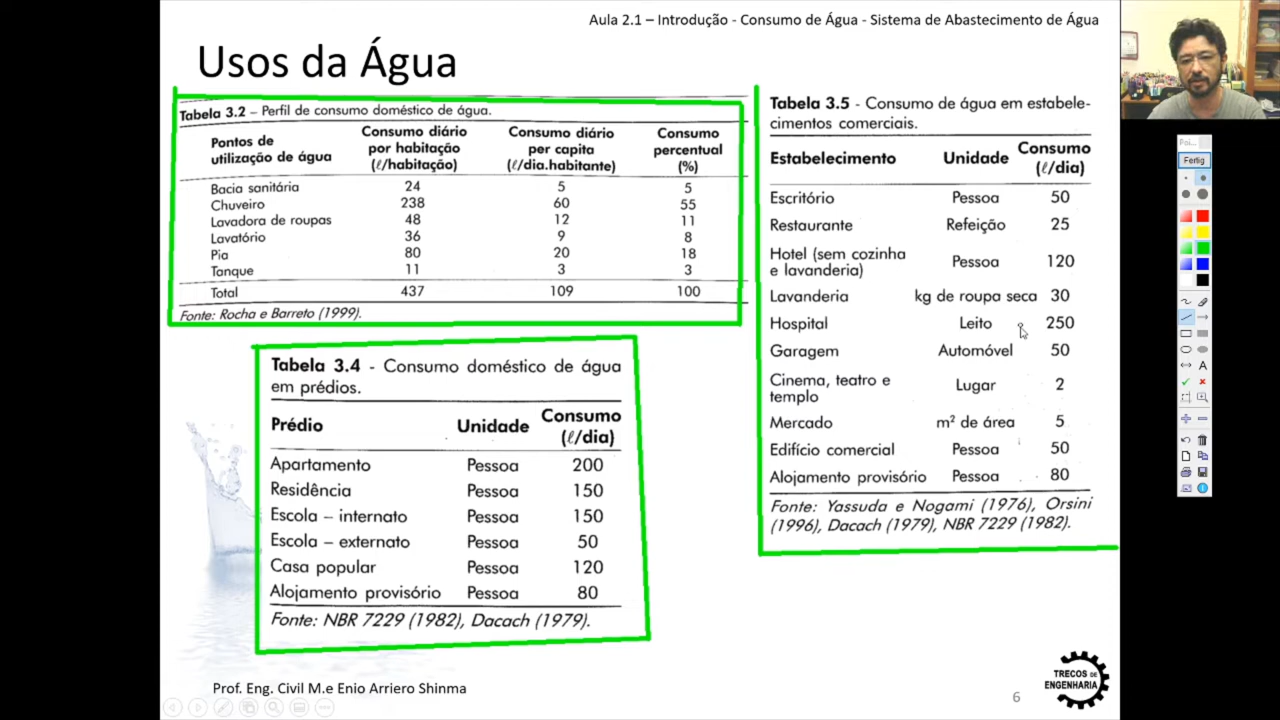 Aula 2.1 – Introdução - Consumo de Água - Sistema de Abastecimento de Água
Usos da Água
Tabela 3.2 – Perfil de consumo doméstico de água.
Pontos de utilização de água Consumo diário por habitação (ℓ/habitação) Consumo diário per capita (ℓ/dia.habitante) Consumo percentual (%)
Bacia sanitária 24 5 5
Chuveiro 238 60 55
Lavadora de roupas 48 12 11
Lavatório 36 9 8
Pia 80 20 18
Tanque 11 3 3
Total 437 109 100
Fonte: Rocha e Barreto (1999).
Tabela 3.4 - Consumo doméstico de água
em prédios.
Prédio Unidade Consumo (ℓ/dia)
Apartamento Pessoa 200
Residência Pessoa 150
Escola – internato Pessoa 150
Escola – externato Pessoa 50
Casa popular Pessoa 120
Alojamento provisório Pessoa 80
Fonte: NBR 7229 (1982), Dacach (1979).
Tabela 3.5 - Consumo de água em estabele-
cimentos comerciais.
Estabelecimento Unidade Consumo (ℓ/dia)
Escritório Pessoa 50
Restaurante Refeição 25
Hotel (sem cozinha
e lavanderia) Pessoa 120
Lavanderia kg de roupa seca 30
Hospital Leito 250
Garagem Automóvel 50
Cinema, teatro e
templo Lugar 2
Mercado m² de área 5
Edifício comercial Pessoa 50
Alojamento provisório Pessoa 80
Fonte: Yassuda e Nogami (1976), Orsini
(1996), Dacach (1979), NBR 7229 (1982).
Prof. Eng. Civil M.e Enio Arriero Shinma
6
TRECOS DE
ENGENHARIA
Poi...
Fertig
A